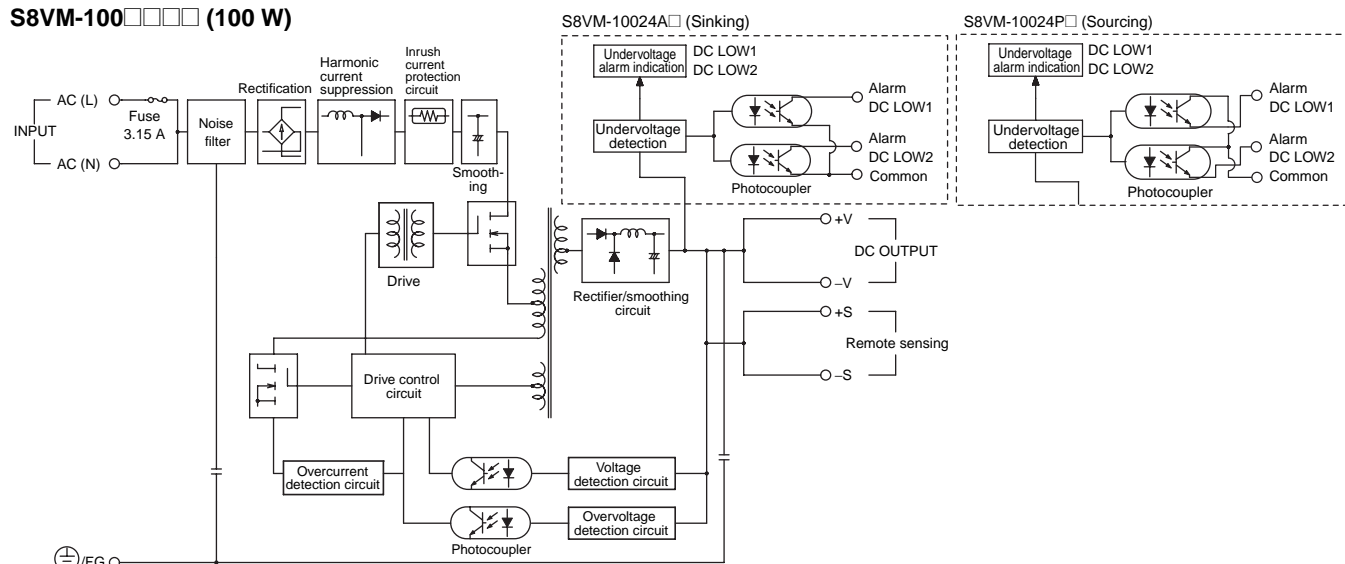 S8VM-100□□□□ (100 W)
S8VM-10024A□ (Sinking)
S8VM-10024P□ (Sourcing)
INPUT
AC (L)
AC (N)
Fuse
3.15 A
Noise
filter
Rectification
Harmonic
current
suppression
Inrush
current
protection
circuit
Smooth-
ing
Undervoltage
alarm indication
DC LOW1
DC LOW2
Undervoltage
detection
Photocoupler
Alarm
DC LOW1
Alarm
DC LOW2
Common
Undervoltage
alarm indication
DC LOW1
DC LOW2
Undervoltage
detection
Photocoupler
Alarm
DC LOW1
Alarm
DC LOW2
Common
Drive
Rectifier/smoothing
circuit
+V
DC OUTPUT
−V
+S
Remote sensing
−S
Drive control
circuit
Overcurrent
detection circuit
Voltage
detection circuit
Overvoltage
detection circuit
Photocoupler
/FG